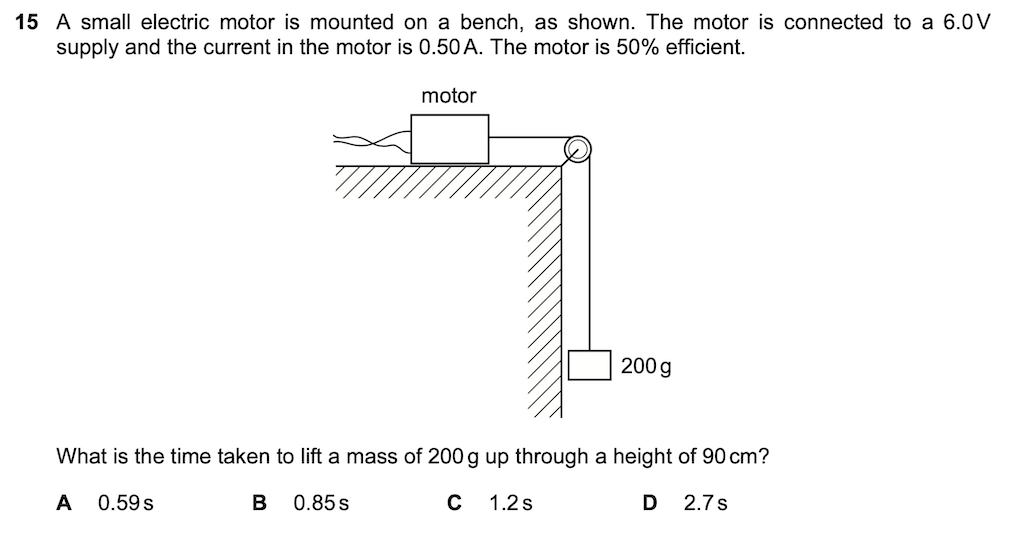 15 A small electric motor is mounted on a bench, as shown. The motor is connected to a 6.0V
supply and the current in the motor is 0.50A. The motor is 50% efficient.
motor
200g
What is the time taken to lift a mass of 200g up through a height of 90cm?
A 0.59s B 0.85s C 1.2s D 2.7s